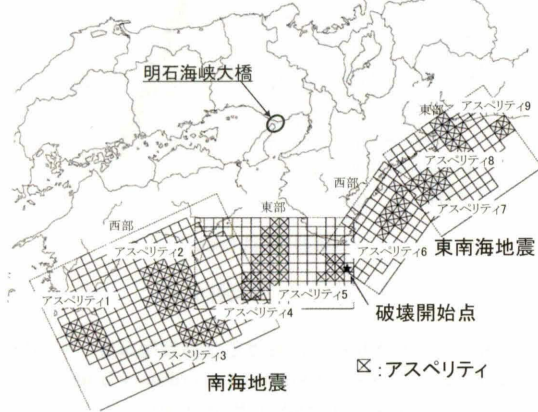 アスペリティ9
東部
明石海峡大橋
アスペリティ8
西部
アスペリティ7
東部
西部
アスペリティ6
東南海地震
アスペリティ2
アスペリティ1
アスペリティ5
アスペリティ4
破壊開始点
アスペリティ3
南海地震
:アスペリティ